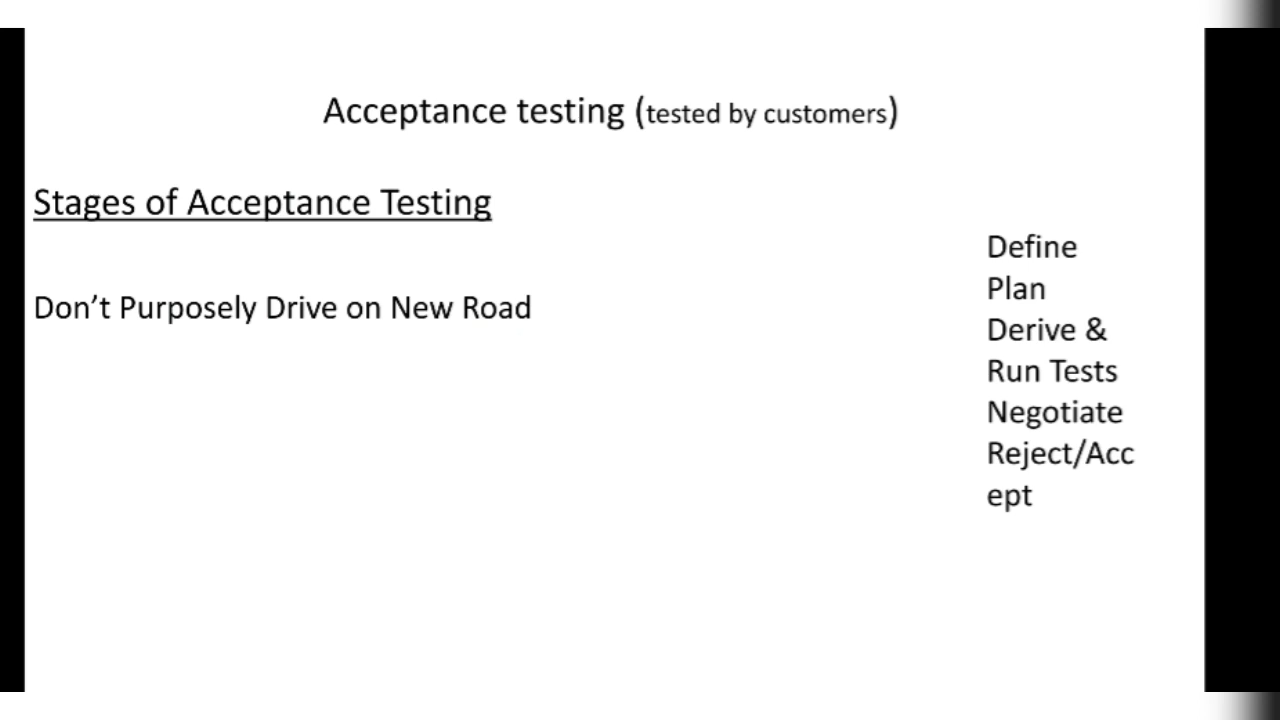 Acceptance testing (tested by customers)
Stages of Acceptance Testing
Don’t Purposely Drive on New Road
Define
Plan
Derive &
Run Tests
Negotiate
Reject/Acc
ept